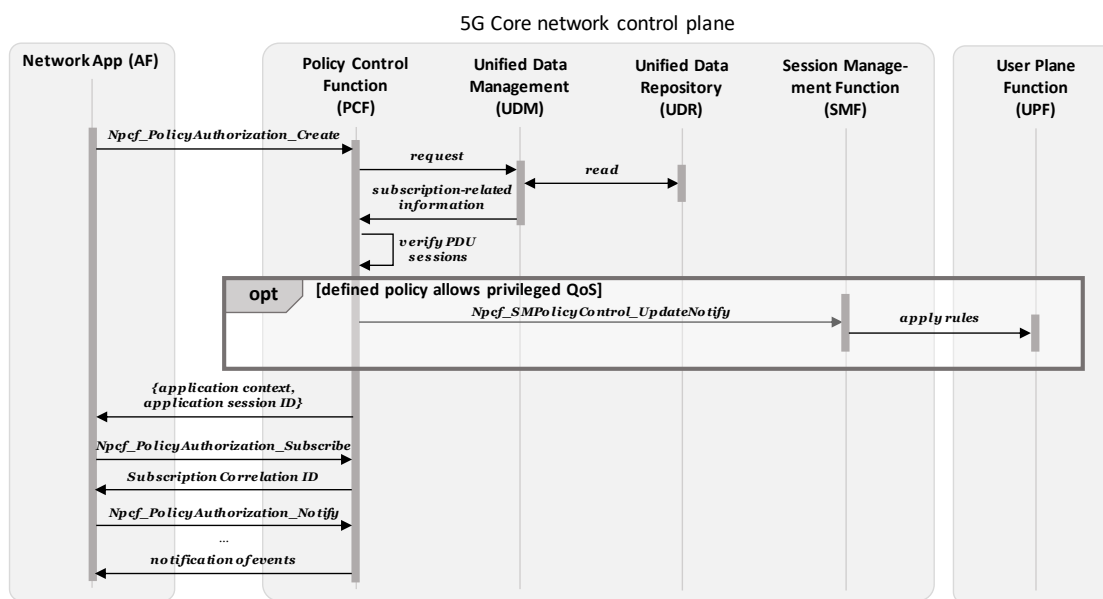 5G Core network control plane
Network App (AF)
Policy Control
Function
(PCF)
Unified Data
Management
(UDM)
Unified Data
Repository
(UDR)
Session Manage-
ment Function
(SMF)
User Plane
Function
(UPF)
Npcf_PolicyAuthorization_Create
request
read
subscription-related
information
verify PDU
sessions
opt
[defined policy allows privileged QoS]
Npcf_SMPolicyControl_UpdateNotify
apply rules
{application context,
application session ID}
Npcf_PolicyAuthorization_Subscribe
Subscription Correlation ID
Npcf_PolicyAuthorization_Notify
...
notification of events